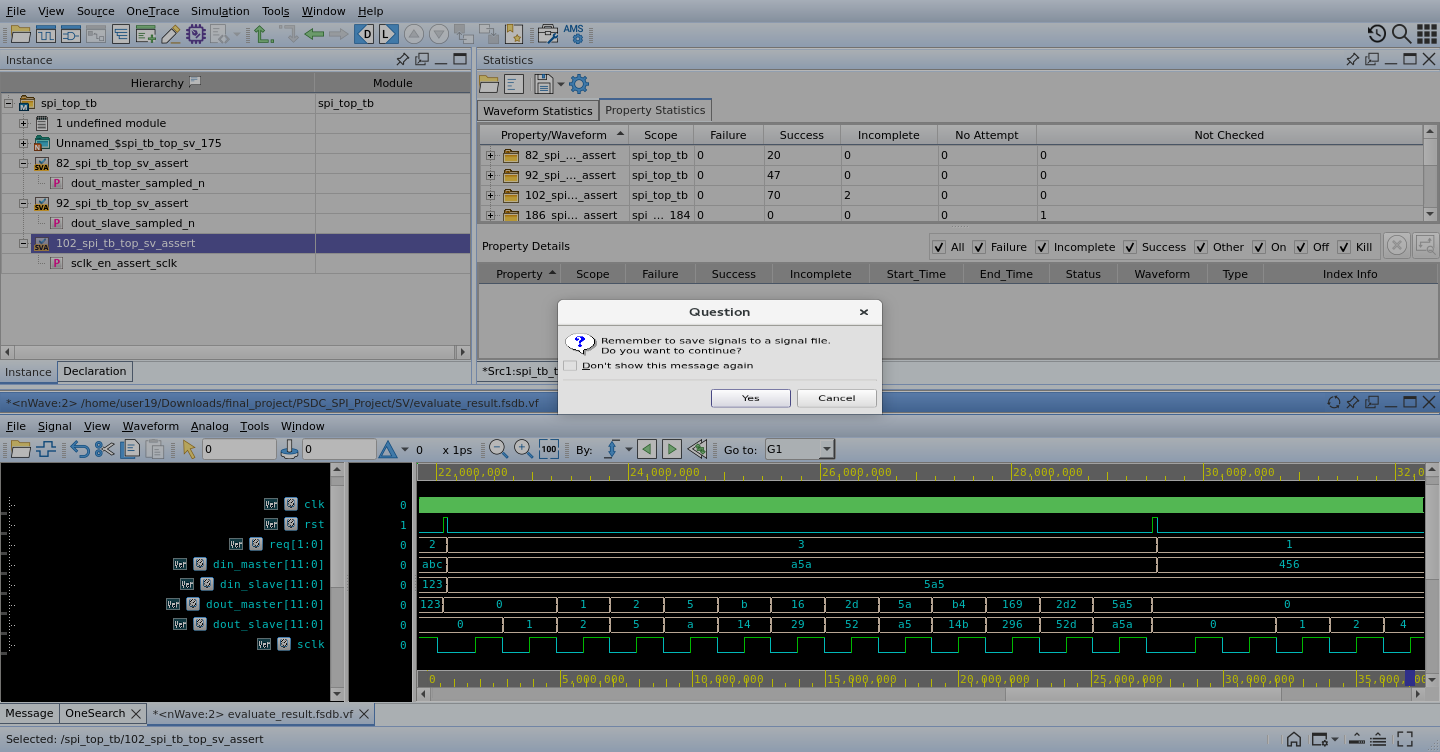 File View Source OneTrace Simulation Tools Window Help
D L AMS
Instance
Hierarchy Module
spi_top_tb spi_top_tb
1 undefined module
Unnamed_$spi_tb_top_sv_175
82_spi_tb_top_sv_assert
dout_master_sampled_n
92_spi_tb_top_sv_assert
dout_slave_sampled_n
102_spi_tb_top_sv_assert
sclk_en_assert_sclk
Instance Declaration
Statistics
Waveform Statistics Property Statistics
Property/Waveform Scope Failure Success Incomplete No Attempt Not Checked
82_spi_..._assert spi_top_tb 0 20 0 0 0
92_spi_..._assert spi_top_tb 0 47 0 0 0
102_spi..._assert spi_top_tb 0 70 2 0 0
186_spi..._assert spi_..._184 0 0 0 0 1
Property Details All Failure Incomplete Success Other On Off Kill
Property Scope Failure Success Incomplete Start_Time End_Time Status Waveform Type Index Info
*Src1:spi_tb_t
Question
Remember to save signals to a signal file.
Do you want to continue?
Don't show this message again
Yes Cancel
*<nWave:2> /home/user19/Downloads/final_project/PSDC_SPI_Project/SV/evaluate_result.fsdb.vf
File Signal View Waveform Analog Tools Window
0 0 0 x 1ps 100 By: Go to: G1
22,000,000 24,000,000 26,000,000 28,000,000 30,000,000 32,0
clk 0
rst 1
req[1:0] 0 2 3 1
din_master[11:0] 0 abc a5a 456
din_slave[11:0] 0 123 5a5
dout_master[11:0] 0 123 0 1 2 5 b 16 2d 5a b4 169 2d2 5a5 0
dout_slave[11:0] 0 0 1 2 5 a 14 29 52 a5 14b 296 52d a5a 0 1 2 4
sclk 0
0 5,000,000 10,000,000 15,000,000 20,000,000 25,000,000 30,000,000 35,000,000
Message OneSearch *<nWave:2> evaluate_result.fsdb.vf
Selected: /spi_top_tb/102_spi_tb_top_sv_assert